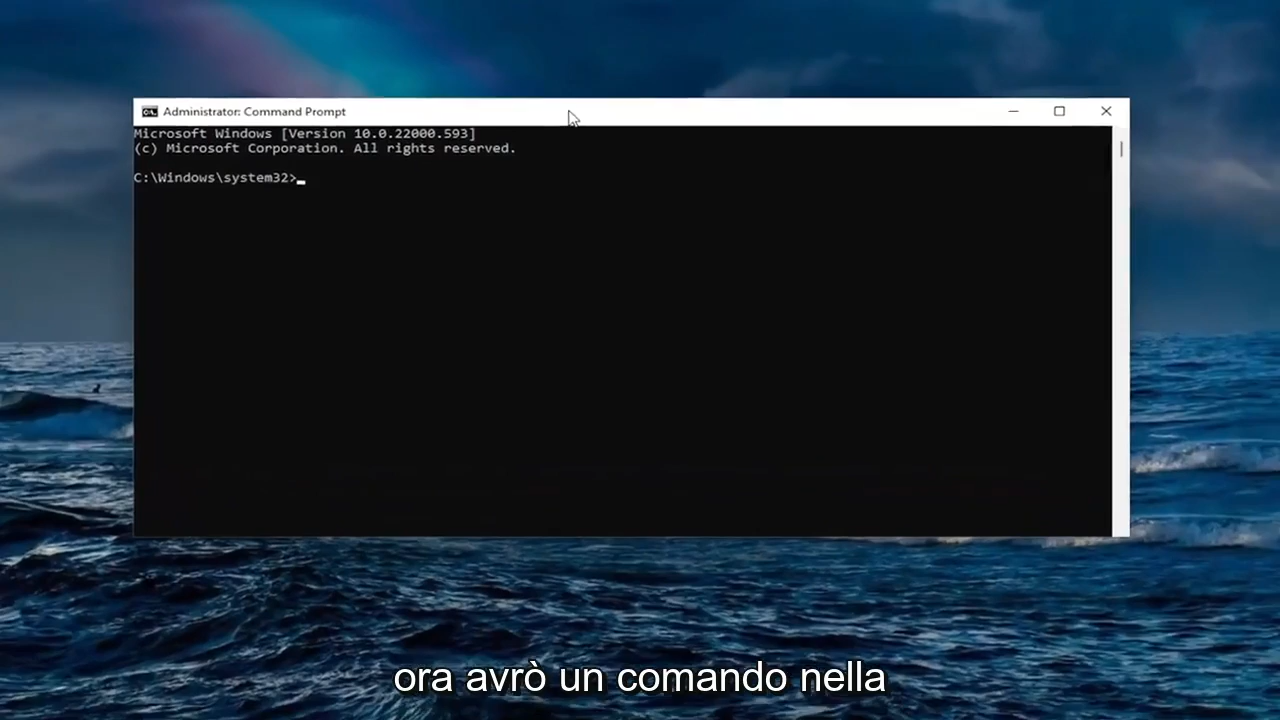 Administrator: Command Prompt
Microsoft Windows [Version 10.0.22000.593]
(c) Microsoft Corporation. All rights reserved.
C:\Windows\system32>
ora avrò un comando nella